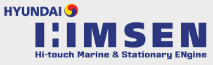 HYUNDAI
HIMSEN
Hi-touch Marine & Stationary ENgine